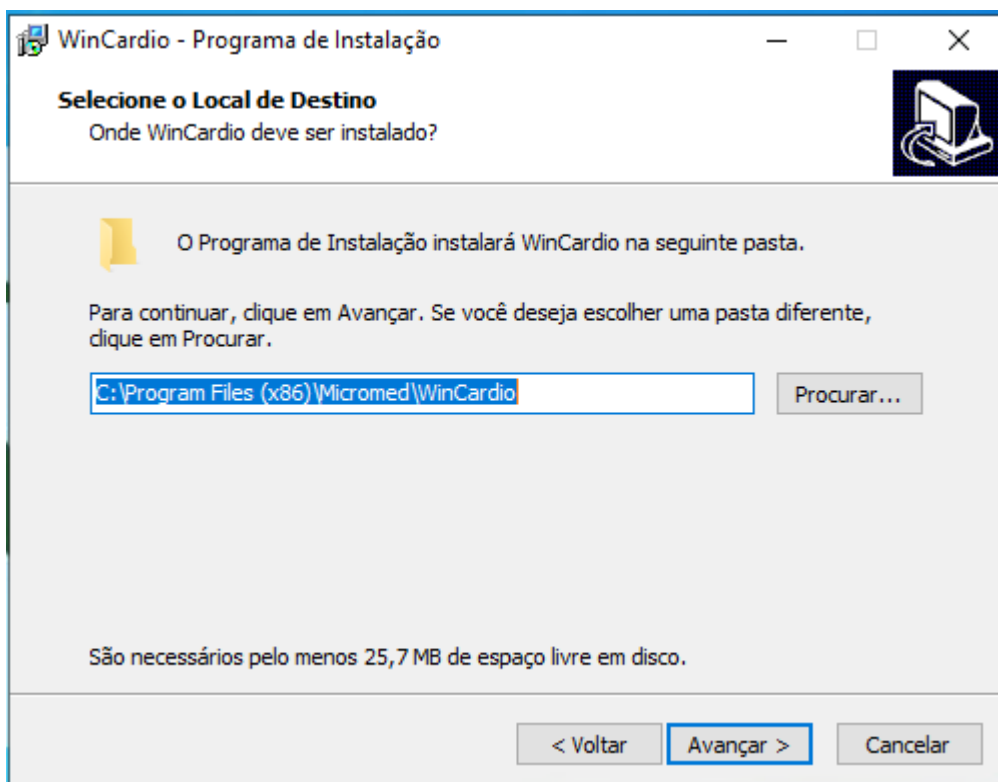 WinCardio - Programa de Instalação
Selecione o Local de Destino
Onde WinCardio deve ser instalado?
O Programa de Instalação instalará WinCardio na seguinte pasta.
Para continuar, clique em Avançar. Se você deseja escolher uma pasta diferente,
clique em Procurar.
C:\Program Files (x86)\Micromed\WinCardio
Procurar...
São necessários pelo menos 25,7 MB de espaço livre em disco.
< Voltar
Avançar >
Cancelar